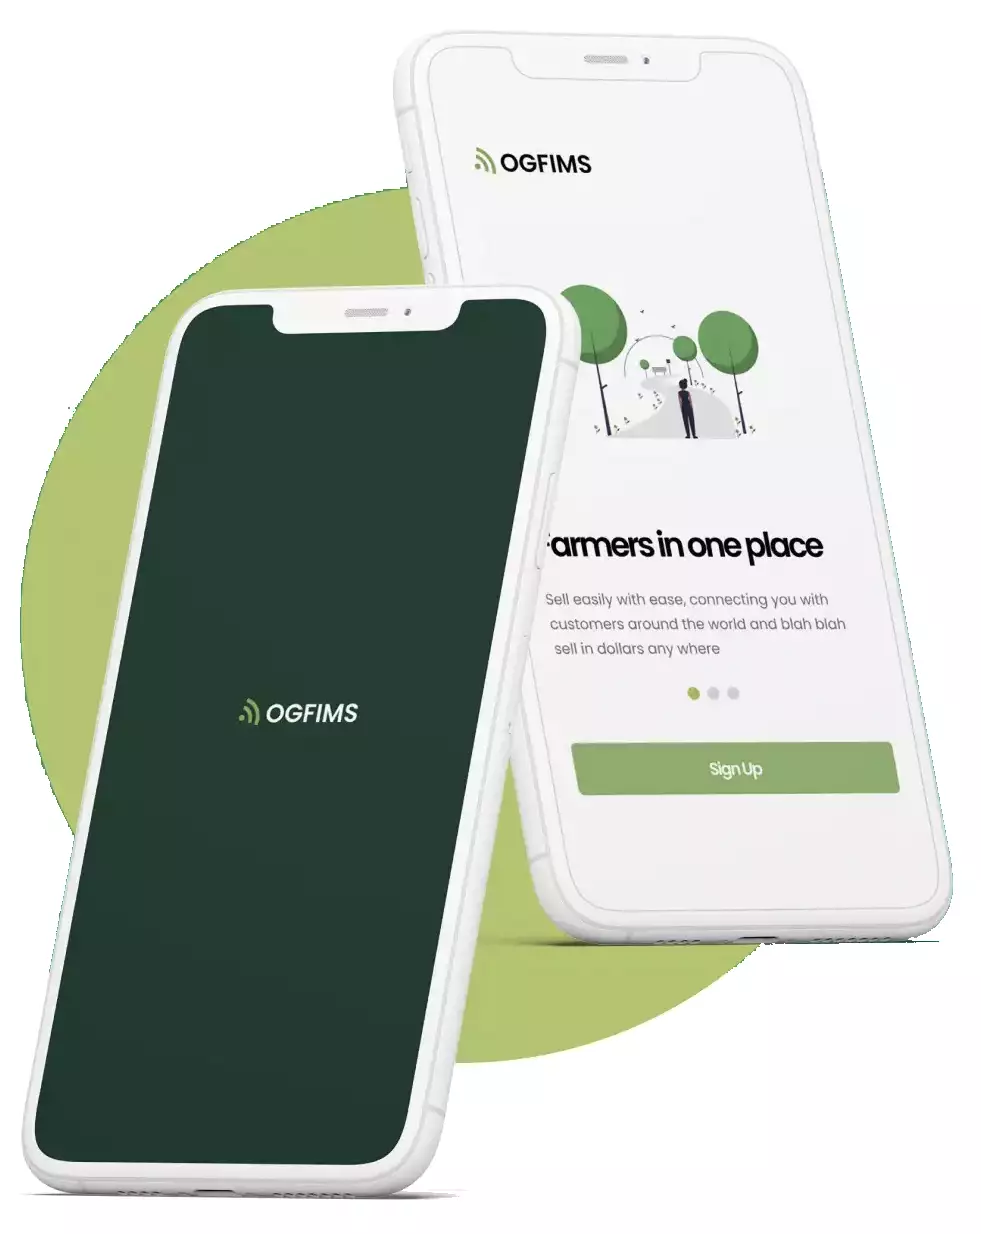 OGFIMS
armers in one place
Sell easily with ease, connecting you with
customers around the world and blah blah
sell in dollars any where
Sign Up
OGFIMS